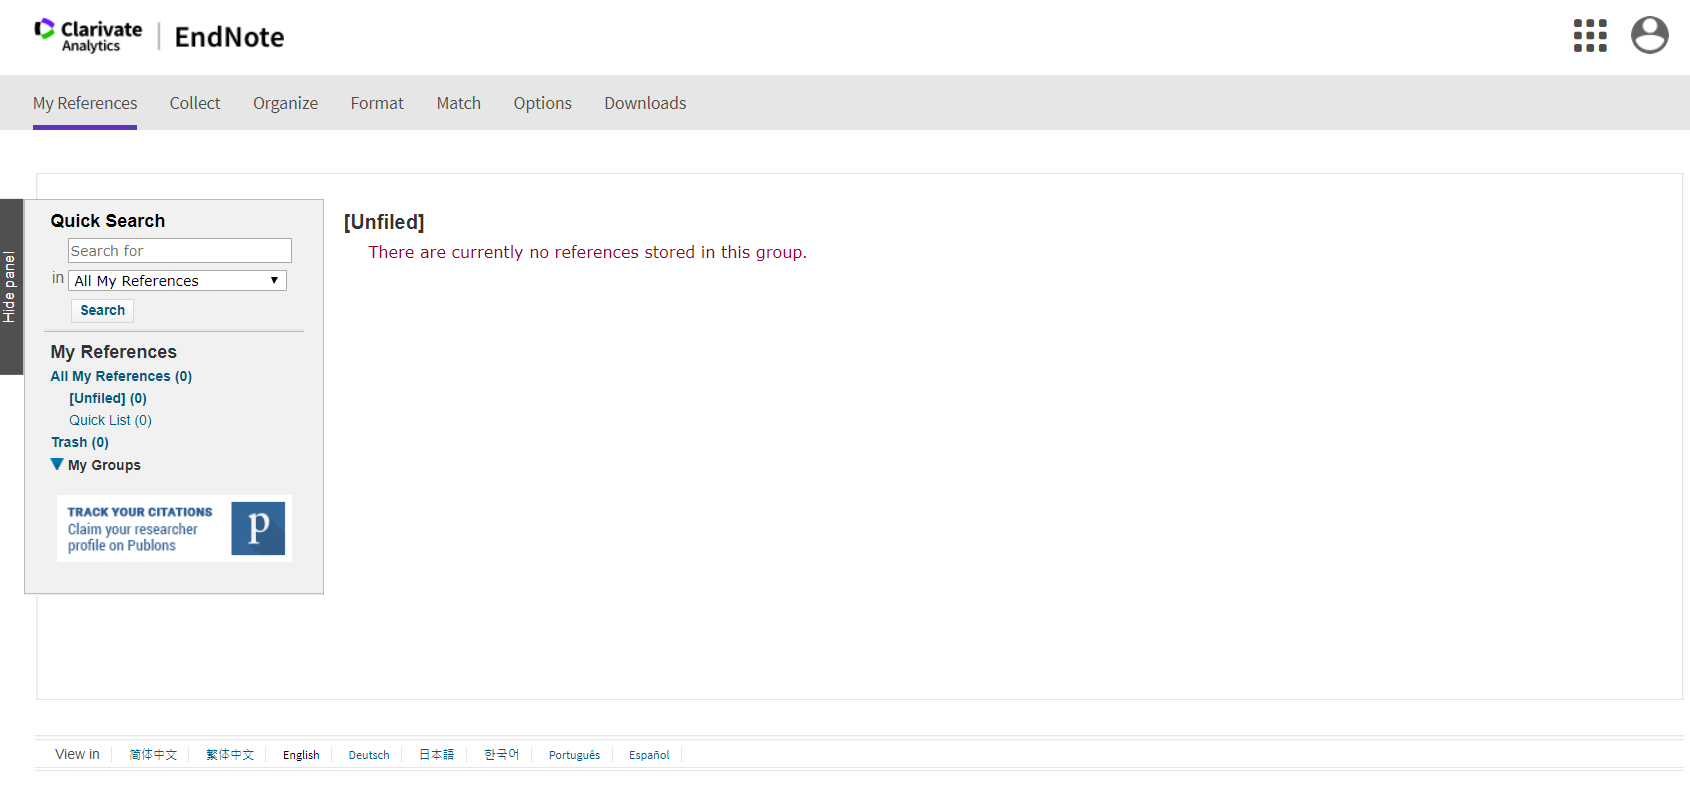 Clarivate
Analytics
EndNote
My References Collect Organize Format Match Options Downloads
Hide panel
Quick Search
Search for
in All My References
Search
My References
All My References (0)
[Unfiled] (0)
Quick List (0)
Trash (0)
My Groups
TRACK YOUR CITATIONS
Claim your researcher
profile on Publons
p
[Unfiled]
There are currently no references stored in this group.
View in 简体中文 繁体中文 English Deutsch 日本語 한국어 Português Español